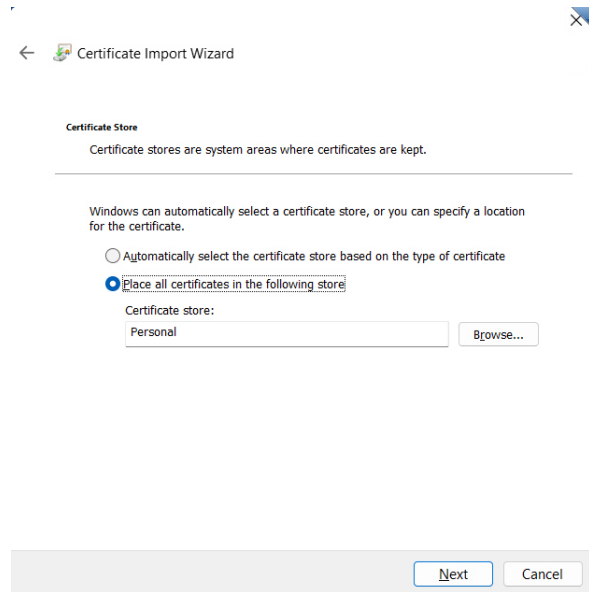 Certificate Import Wizard
Certificate Store
Certificate stores are system areas where certificates are kept.
Windows can automatically select a certificate store, or you can specify a location
for the certificate.
Automatically select the certificate store based on the type of certificate
Place all certificates in the following store
Certificate store:
Personal
Browse...
Next
Cancel